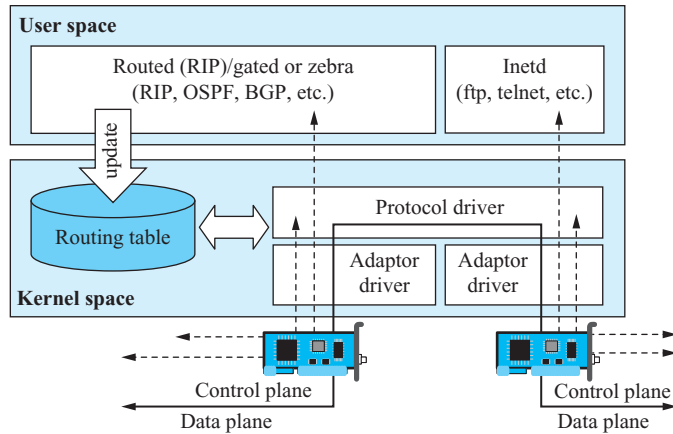 User space
Routed (RIP)/gated or zebra
(RIP, OSPF, BGP, etc.)
Inetd
(ftp, telnet, etc.)
update
Routing table
Protocol driver
Adaptor
driver
Adaptor
driver
Kernel space
Control plane
Data plane
Control plane
Data plane